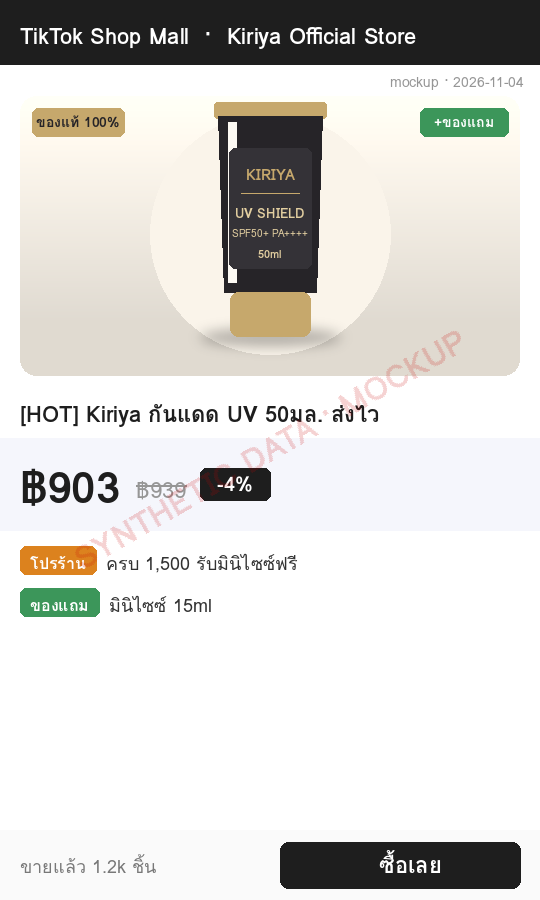 TikTok Shop Mall · Kiriya Official Store
mockup · 2026-11-04
ของแท้ 100%
+ของแถม
KIRIYA
UV SHIELD
SPF50+ PA++++
50ml
[HOT] Kiriya กันแดด UV 50มล. ส่งไว
฿903 ฿939 -4%
โปรร้าน ครบ 1,500 รับมินิไซซ์ฟรี
ของแถม มินิไซซ์ 15ml
SYNTHETIC DATA · MOCKUP
ขายแล้ว 1.2k ชิ้น
ซื้อเลย